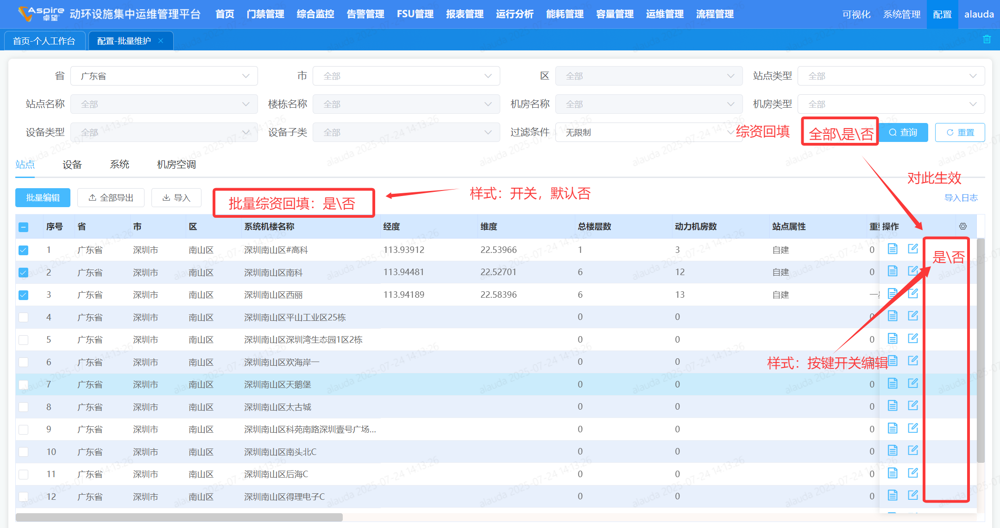 Aspire 卓望 动环设施集中运维管理平台 首页 门禁管理 综合监控 告警管理 FSU管理 报表管理 运行分析 能耗管理 容量管理 运维管理 流程管理 可视化 系统管理 配置 alauda
首页-个人工作台 配置-批量维护
省 广东省 市 全部 区 全部 站点类型 全部
站点名称 全部 楼栋名称 全部 机房名称 全部 机房类型 全部
设备类型 全部 设备子类 全部 过滤条件 无限制 综资回填 全部\是\否 查询 重置
站点 设备 系统 机房空调
对此生效
批量编辑 全部导出 导入 批量综资回填：是\否 样式：开关，默认否 导入日志
序号 省 市 区 系统机楼名称 经度 维度 总楼层数 动力机房数 站点属性 重要 操作
1 广东省 深圳市 南山区 深圳南山区#高科 113.93912 22.53966 1 3 自建 0
是\否
2 广东省 深圳市 南山区 深圳南山区南科 113.94481 22.52701 6 12 自建 0
3 广东省 深圳市 南山区 深圳南山区西丽 113.94189 22.58396 6 13 自建 一星
4 广东省 深圳市 南山区 深圳南山区平山工业区25栋 0 0 0
5 广东省 深圳市 南山区 深圳南山区深圳湾生态园1区2栋 0 0 0
6 广东省 深圳市 南山区 深圳南山区欢海岸一 0 0 0
样式：按键开关编辑
7 广东省 深圳市 南山区 深圳南山区天鹅堡 0 0 0
8 广东省 深圳市 南山区 深圳南山区太古城 0 0 0
9 广东省 深圳市 南山区 深圳南山区科苑南路深圳壹号广场... 0 0 0
10 广东省 深圳市 南山区 深圳南山区南头北C 0 0 0
11 广东省 深圳市 南山区 深圳南山区后海C 0 0 0
12 广东省 深圳市 南山区 深圳南山区得理电子C 0 0 0
alauda 2025-07-24 14:13:26